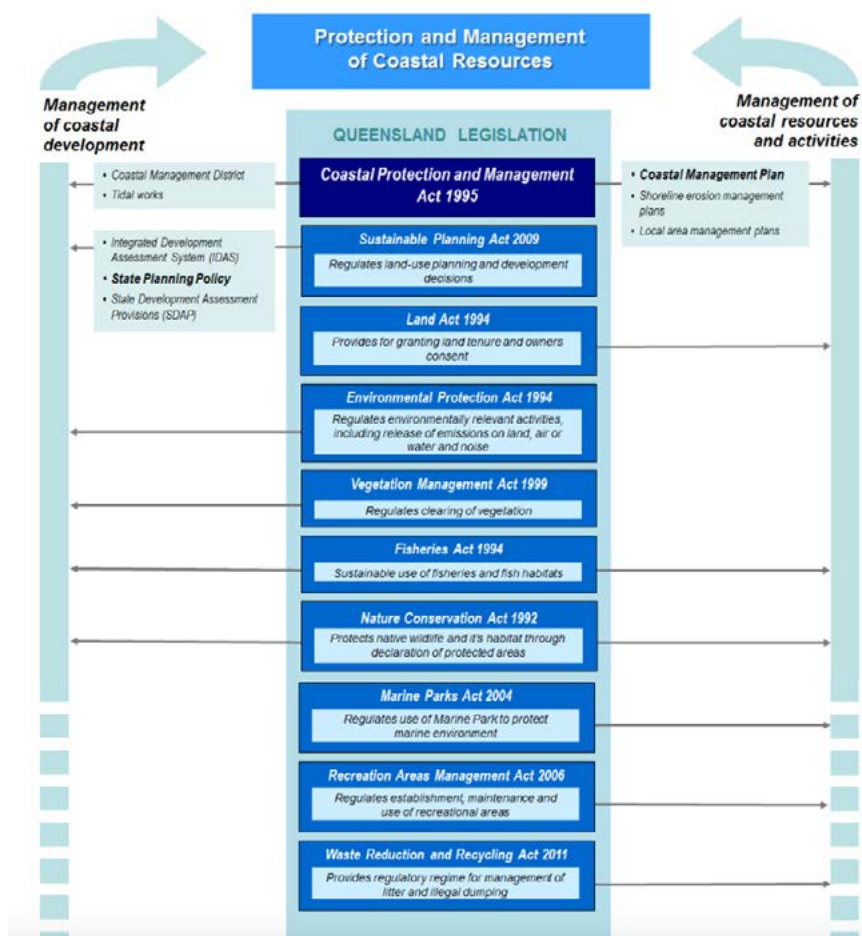 Protection and Management
of Coastal Resources
Management
of coastal
development
Management of
coastal resources
and activities
QUEENSLAND LEGISLATION
• Coastal Management District
• Tidal works
Coastal Protection and Management
Act 1995
• Coastal Management Plan
• Shoreline erosion management
plans
• Local area management plans
• Integrated Development
Assessment System (IDAS)
• State Planning Policy
• State Development Assessment
Provisions (SDAP)
Sustainable Planning Act 2009
Regulates land-use planning and development
decisions
Land Act 1994
Provides for granting land tenure and owners
consent
Environmental Protection Act 1994
Regulates environmentally relevant activities,
including release of emissions on land, air or
water and noise
Vegetation Management Act 1999
Regulates clearing of vegetation
Fisheries Act 1994
Sustainable use of fisheries and fish habitats
Nature Conservation Act 1992
Protects native wildlife and it's habitat through
declaration of protected areas
Marine Parks Act 2004
Regulates use of Marine Park to protect
marine environment
Recreation Areas Management Act 2006
Regulates establishment, maintenance and
use of recreational areas
Waste Reduction and Recycling Act 2011
Provides regulatory regime for management of
litter and illegal dumping